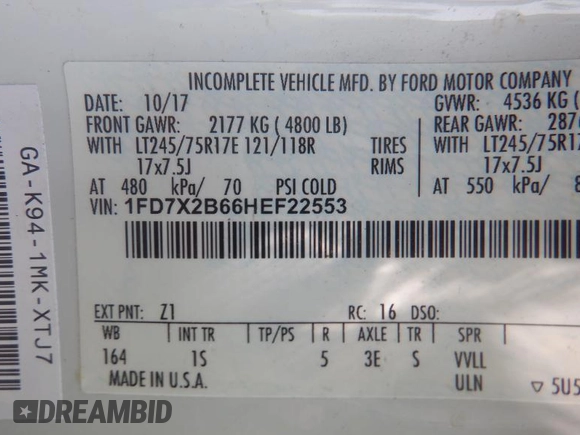 INCOMPLETE VEHICLE MFD. BY FORD MOTOR COMPANY
DATE: 10/17 GVWR: 4536 KG (
FRONT GAWR: 2177 KG ( 4800 LB) REAR GAWR: 287
WITH LT245/75R17E 121/118R TIRES WITH LT245/75R17
17x7.5J RIMS 17x7.5J
AT 480 kPa/ 70 PSI COLD AT 550 kPa/
VIN: 1FD7X2B66HEF22553
EXT PNT: Z1 RC: 16 DSO:
WB INT TR TP/PS R AXLE TR SPR
164 1S 5 3E S VVLL
MADE IN U.S.A. ULN ▽ 5U5
GA-K94-1MK-XTJ7
DREAMBID